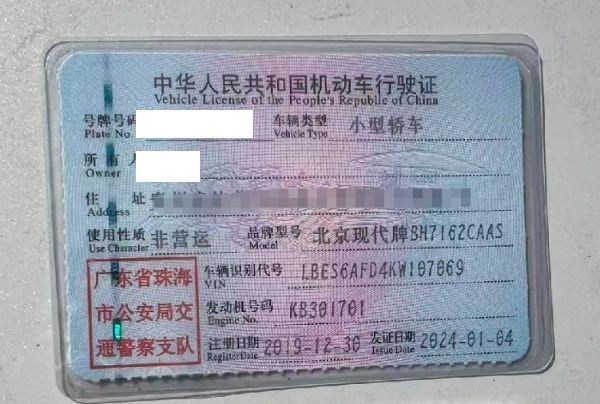 中华人民共和国机动车行驶证
Vehicle License of the People's Republic of China
号牌号码 车辆类型 小型轿车
Plate No. Vehicle Type
所有人
Owner
住 址
Address
使用性质 非营运 品牌型号 北京现代牌BH7162CAAS
Use Character Model
广东省珠海
市公安局交
通警察支队
车辆识别代号 LBES6AFD4KW107069
VIN
发动机号码 KB301701
Engine No.
注册日期 2019-12-30 发证日期 2024-01-04
Register Date Issue Date